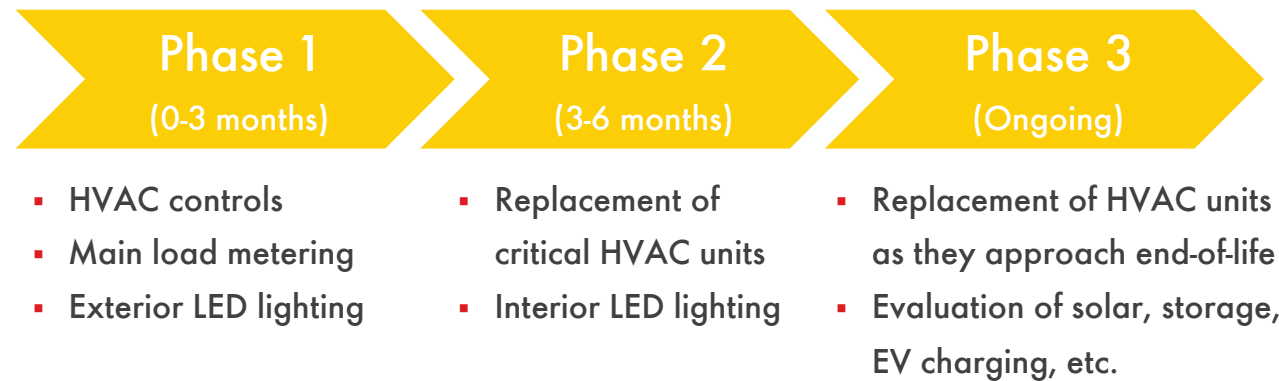 Phase 1
(0-3 months)
▪ HVAC controls
▪ Main load metering
▪ Exterior LED lighting
Phase 2
(3-6 months)
▪ Replacement of
critical HVAC units
▪ Interior LED lighting
Phase 3
(Ongoing)
▪ Replacement of HVAC units
as they approach end-of-life
▪ Evaluation of solar, storage,
EV charging, etc.